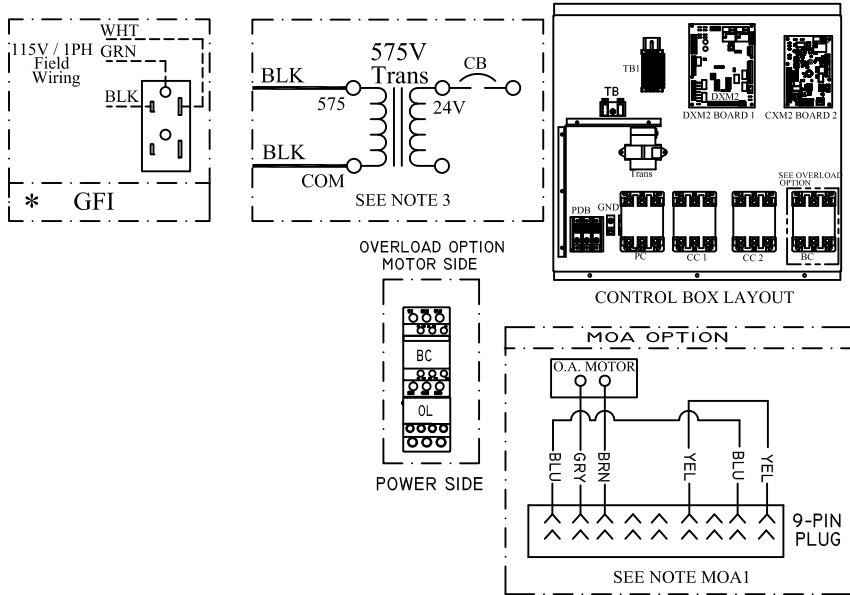 WHT
115V / 1PH
Field
Wiring
GRN
BLK
* GFI
575V
Trans
BLK
575
CB
24V
BLK
COM
SEE NOTE 3
TB1
TB
DXM2
DXM2 BOARD 1
CXM2 BOARD 2
Trans
SEE OVERLOAD
OPTION
PDB
GND
PC
CC 1
CC 2
BC
CONTROL BOX LAYOUT
OVERLOAD OPTION
MOTOR SIDE
BC
OL
POWER SIDE
MOA OPTION
O.A. MOTOR
BLU
GRY
BRN
YEL
BLU
YEL
9-PIN
PLUG
SEE NOTE MOA1